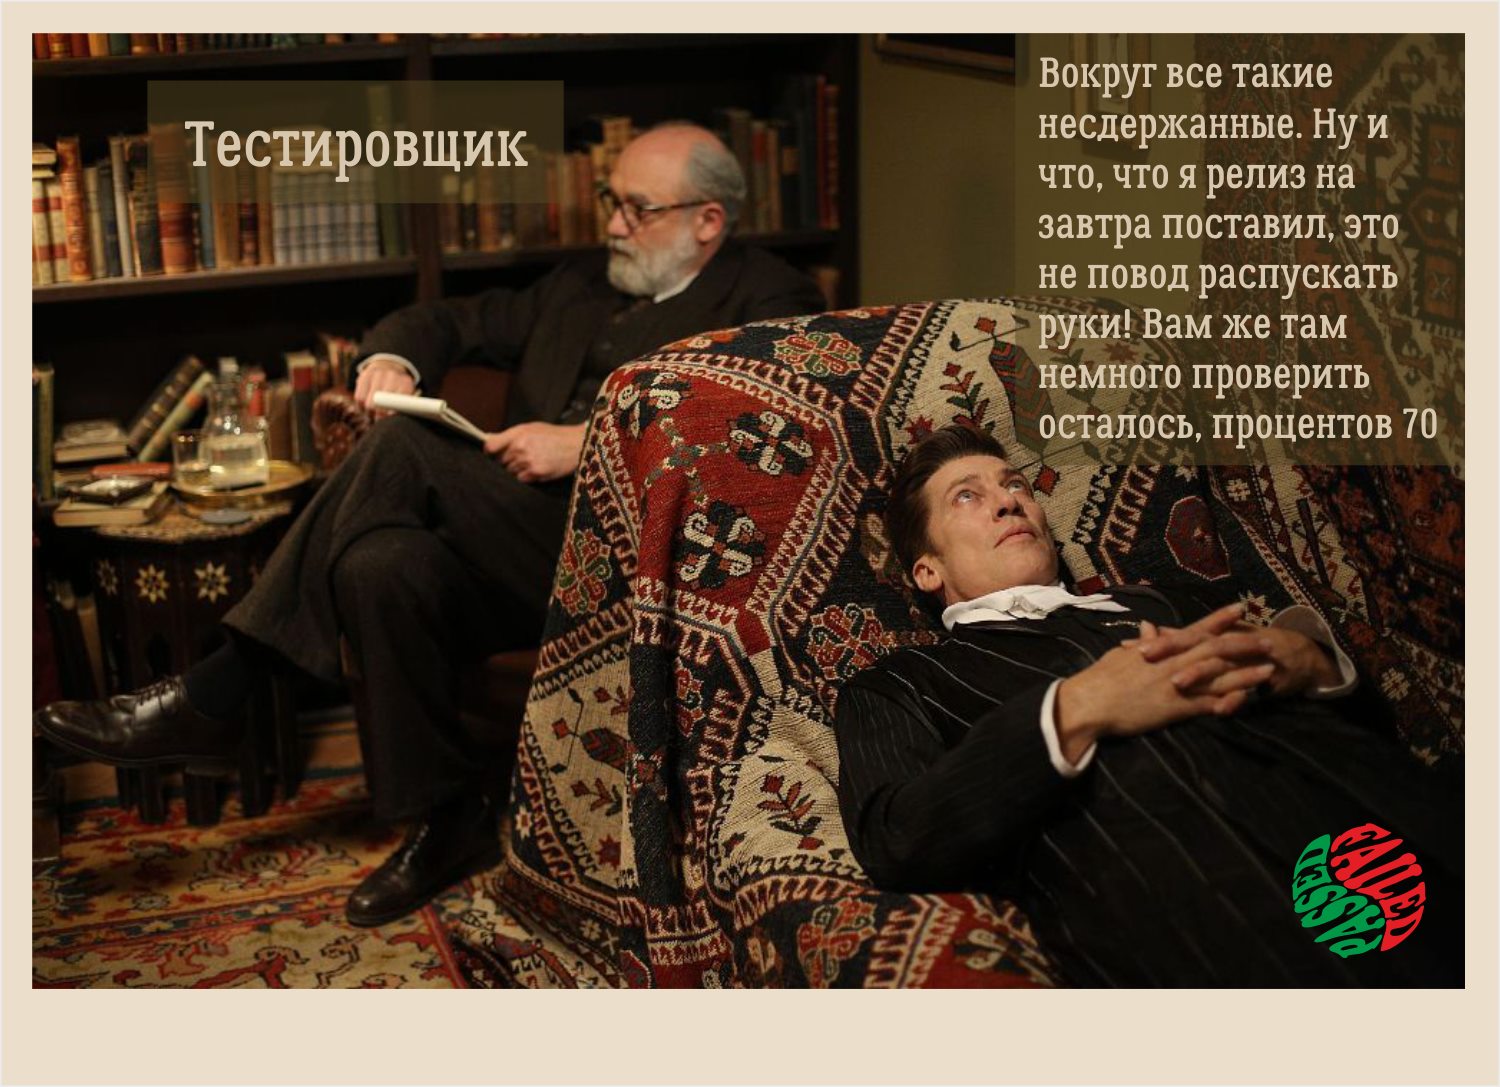 Тестировщик
Вокруг все такие
несдержанные. Ну и
что, что я релиз на
завтра поставил, это
не повод распускать
руки! Вам же там
немного проверить
осталось, процентов 70
FAILED
PASSED